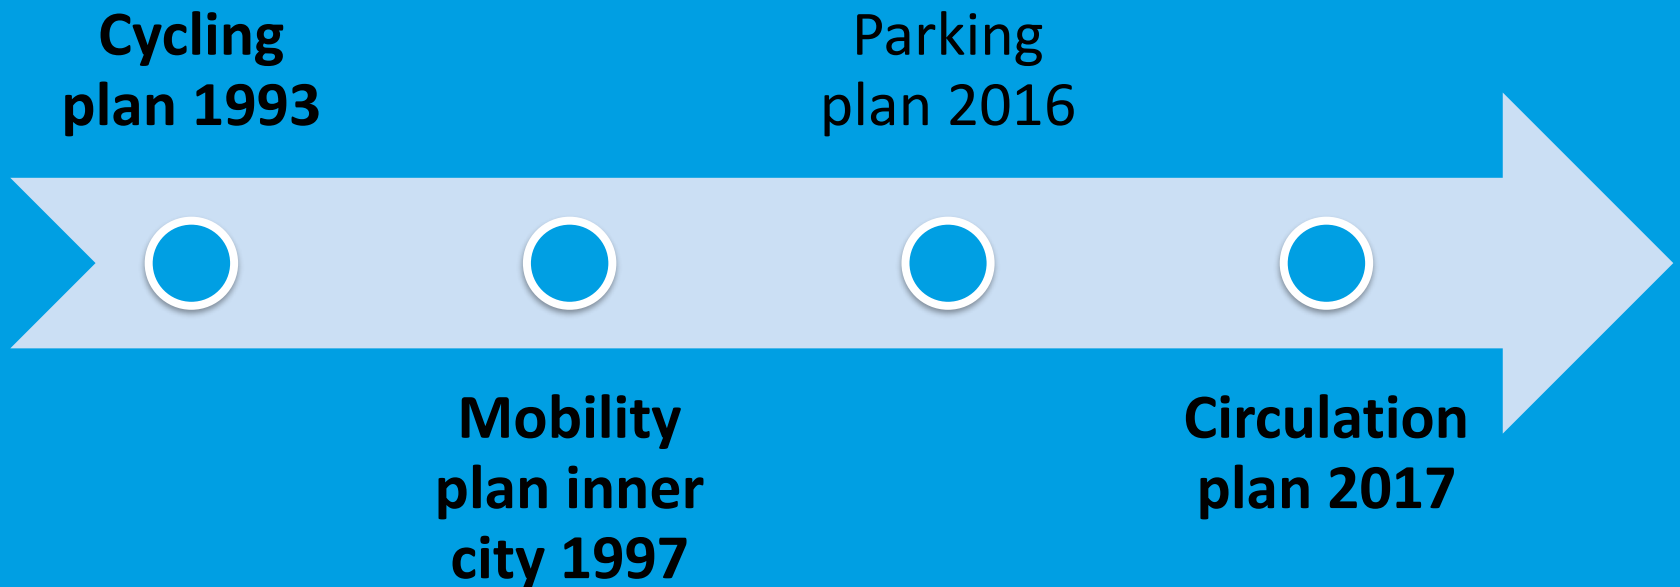 Cycling
plan 1993
Mobility
plan inner
city 1997
Parking
plan 2016
Circulation
plan 2017